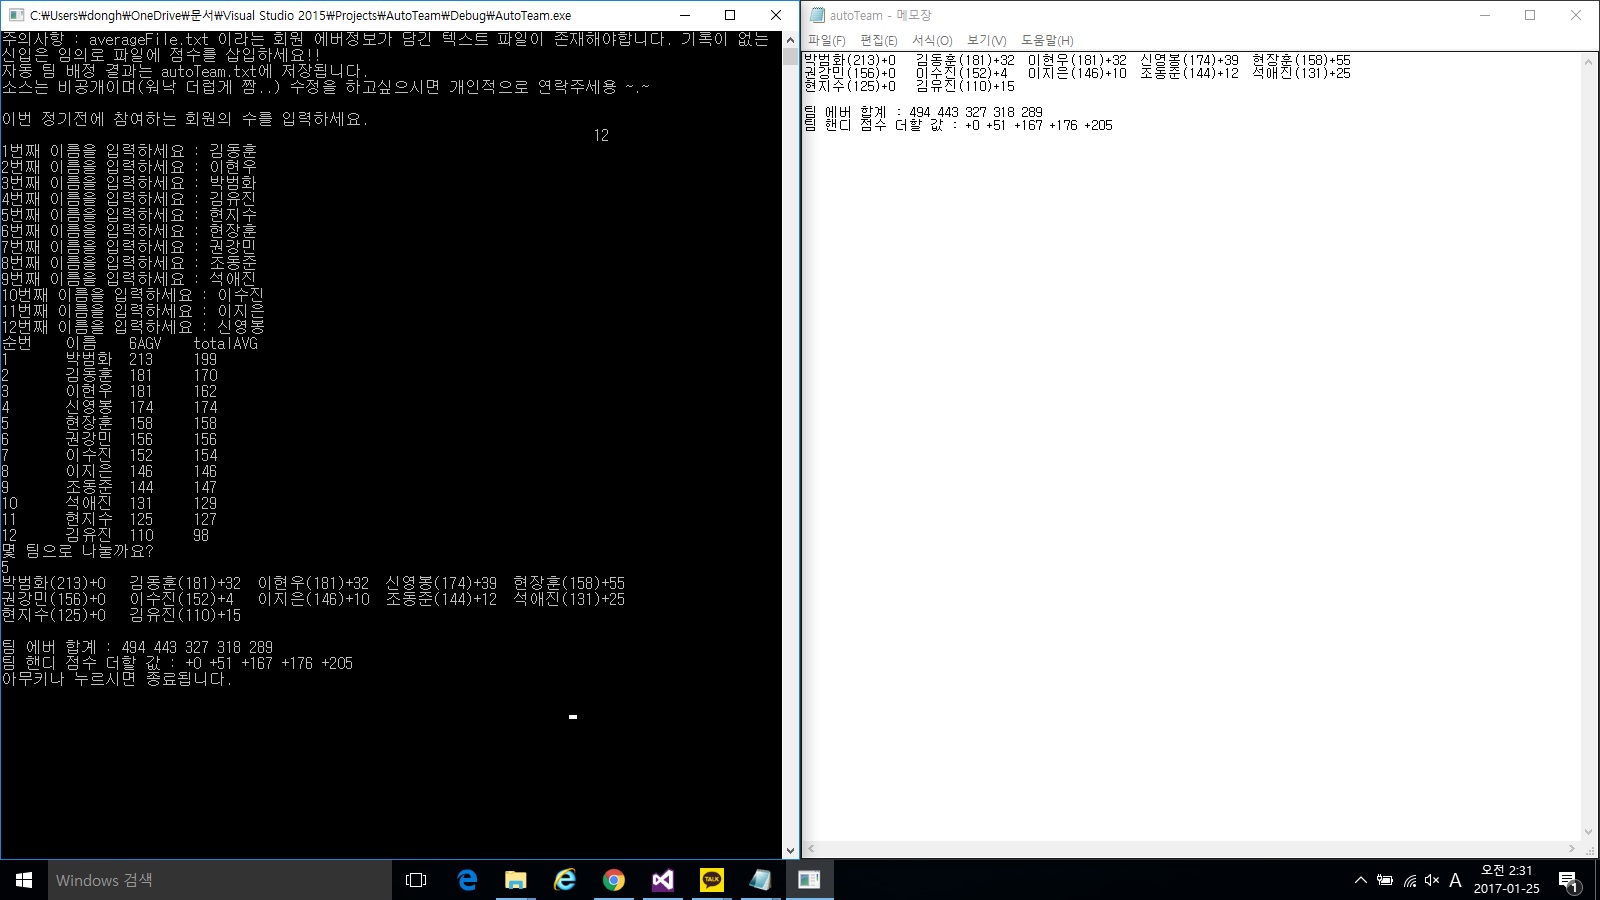 C:₩Users₩dongh₩OneDrive₩문서₩Visual Studio 2015₩Projects₩AutoTeam₩Debug₩AutoTeam.exe
주의사항 : averageFile.txt 이라는 회원 에버정보가 담긴 텍스트 파일이 존재해야합니다. 기록이 없는
신입은 임의로 파일에 점수를 삽입하세요!!
자동 팀 배정 결과는 autoTeam.txt에 저장됩니다.
소스는 비공개이며(워낙 더럽게 짬..) 수정을 하고싶으시면 개인적으로 연락주세용 ~.~
이번 정기전에 참여하는 회원의 수를 입력하세요.
12
1번째 이름을 입력하세요 : 김동훈
2번째 이름을 입력하세요 : 이현우
3번째 이름을 입력하세요 : 박범화
4번째 이름을 입력하세요 : 김유진
5번째 이름을 입력하세요 : 현지수
6번째 이름을 입력하세요 : 현장훈
7번째 이름을 입력하세요 : 권강민
8번째 이름을 입력하세요 : 조동준
9번째 이름을 입력하세요 : 석애진
10번째 이름을 입력하세요 : 이수진
11번째 이름을 입력하세요 : 이지은
12번째 이름을 입력하세요 : 신영봉
순번 이름 6AGV totalAVG
1 박범화 213 199
2 김동훈 181 170
3 이현우 181 162
4 신영봉 174 174
5 현장훈 158 158
6 권강민 156 156
7 이수진 152 154
8 이지은 146 146
9 조동준 144 147
10 석애진 131 129
11 현지수 125 127
12 김유진 110 98
몇 팀으로 나눌까요?
5
박범화(213)+0 김동훈(181)+32 이현우(181)+32 신영봉(174)+39 현장훈(158)+55
권강민(156)+0 이수진(152)+4 이지은(146)+10 조동준(144)+12 석애진(131)+25
현지수(125)+0 김유진(110)+15
팀 에버 합계 : 494 443 327 318 289
팀 핸디 점수 더할 값 : +0 +51 +167 +176 +205
아무키나 누르시면 종료됩니다.
autoTeam - 메모장
파일(F) 편집(E) 서식(O) 보기(V) 도움말(H)
박범화(213)+0 김동훈(181)+32 이현우(181)+32 신영봉(174)+39 현장훈(158)+55
권강민(156)+0 이수진(152)+4 이지은(146)+10 조동준(144)+12 석애진(131)+25
현지수(125)+0 김유진(110)+15
팀 에버 합계 : 494 443 327 318 289
팀 핸디 점수 더할 값 : +0 +51 +167 +176 +205
Windows 검색
TALK
A
오전 2:31
2017-01-25
1